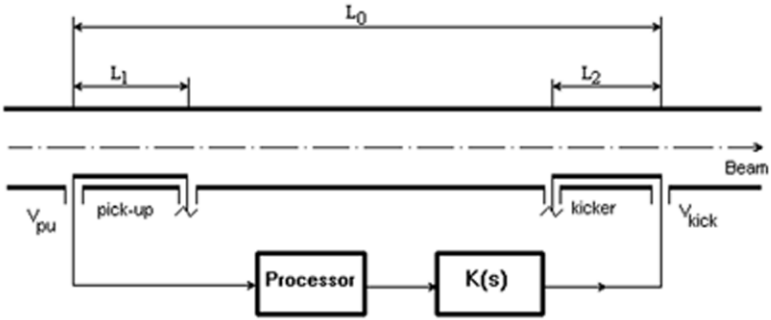 L0
L1
L2
Beam
Vpu
pick-up
kicker
Vkick
Processor
K(s)